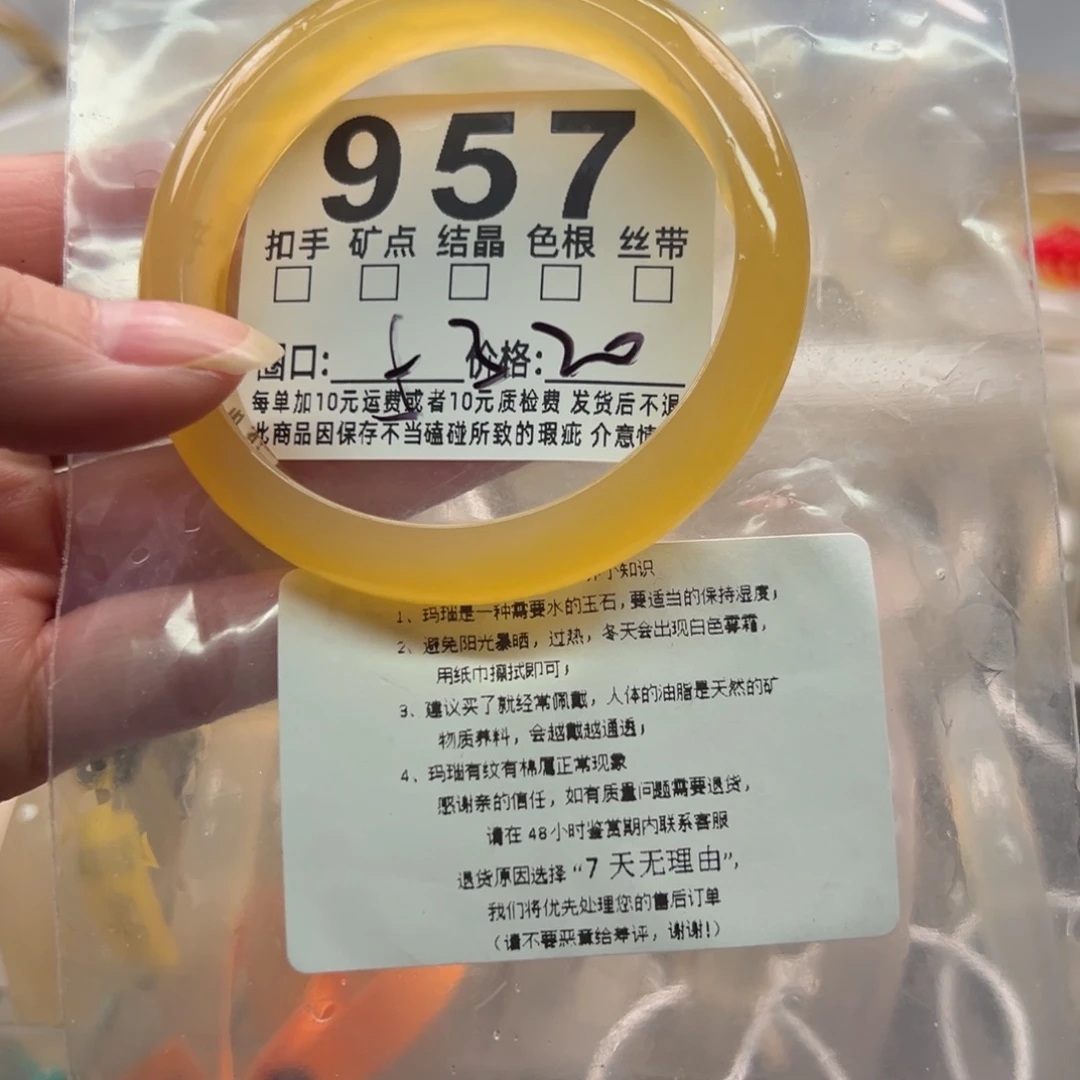 957
扣手 矿点 结晶 色根 丝带
口: 价格:
每单加10元运费或者10元质检费 发货后不退
此商品因保存不当磕碰所致的瑕疵 介意慎
小知识
1、玛瑙是一种需要水的玉石,要适当的保持湿度;
2、避免阳光暴晒，过热，冬天会出现白色雾霜，
用纸巾擦拭即可;
3、建议买了就经常佩戴，人体的油脂是天然的矿
物质养料，会越戴越通透;
4、玛瑙有纹有棉属正常现象
感谢亲的信任，如有质量问题需要退货，
请在 48 小时鉴赏期内联系客服
退货原因选择 “7 天无理由”,
我们将优先处理您的售后订单
（请不要恶意给差评，谢谢!）